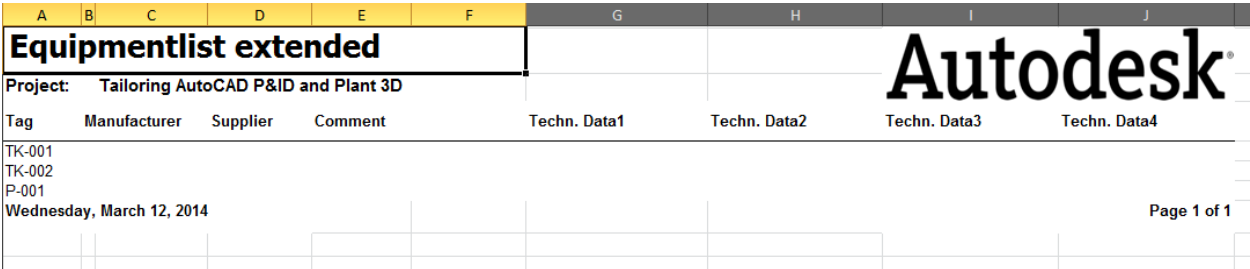 A B C D E F G H I J
Equipmentlist extended
Autodesk®
Project: Tailoring AutoCAD P&ID and Plant 3D
Tag Manufacturer Supplier Comment Techn. Data1 Techn. Data2 Techn. Data3 Techn. Data4
TK-001
TK-002
P-001
Wednesday, March 12, 2014 Page 1 of 1